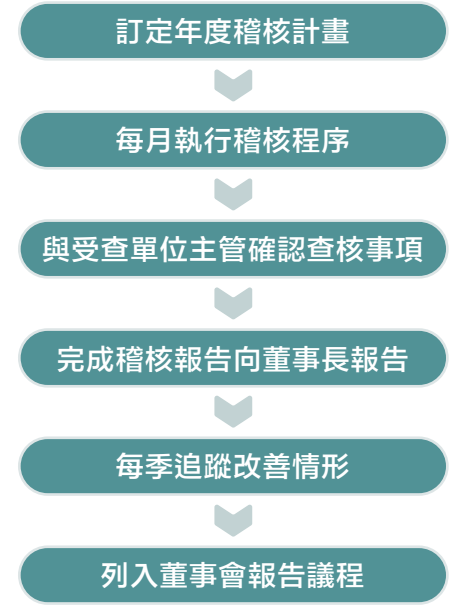 訂定年度稽核計畫
每月執行稽核程序
與受查單位主管確認查核事項
完成稽核報告向董事長報告
每季追蹤改善情形
列入董事會報告議程